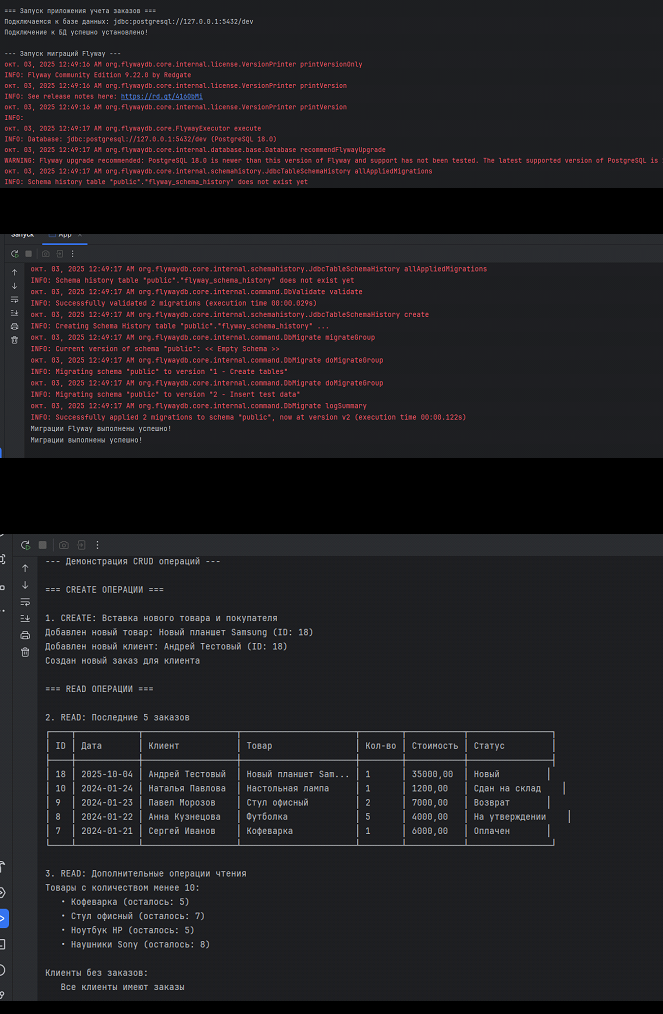 === Запуск приложения учета заказов ===
Подключаемся к базе данных: jdbc:postgresql://127.0.0.1:5432/dev
Подключение к БД успешно установлено!
--- Запуск миграций Flyway ---
окт. 03, 2025 12:49:16 AM org.flywaydb.core.internal.license.VersionPrinter printVersionOnly
INFO: Flyway Community Edition 9.22.0 by Redgate
окт. 03, 2025 12:49:16 AM org.flywaydb.core.internal.license.VersionPrinter printVersion
INFO: See release notes here: https://rd.gt/416ObMi
окт. 03, 2025 12:49:16 AM org.flywaydb.core.internal.license.VersionPrinter printVersion
INFO:
окт. 03, 2025 12:49:17 AM org.flywaydb.core.FlywayExecutor execute
INFO: Database: jdbc:postgresql://127.0.0.1:5432/dev (PostgreSQL 18.0)
окт. 03, 2025 12:49:17 AM org.flywaydb.core.internal.database.base.Database recommendFlywayUpgrade
WARNING: Flyway upgrade recommended: PostgreSQL 18.0 is newer than this version of Flyway and support has not been tested. The latest supported version of PostgreSQL is
окт. 03, 2025 12:49:17 AM org.flywaydb.core.internal.schemahistory.JdbcTableSchemaHistory allAppliedMigrations
INFO: Schema history table "public"."flyway_schema_history" does not exist yet
Запуск App
окт. 03, 2025 12:49:17 AM org.flywaydb.core.internal.schemahistory.JdbcTableSchemaHistory allAppliedMigrations
INFO: Schema history table "public"."flyway_schema_history" does not exist yet
окт. 03, 2025 12:49:17 AM org.flywaydb.core.internal.command.DbValidate validate
INFO: Successfully validated 2 migrations (execution time 00:00.029s)
окт. 03, 2025 12:49:17 AM org.flywaydb.core.internal.schemahistory.JdbcTableSchemaHistory create
INFO: Creating Schema History table "public"."flyway_schema_history" ...
окт. 03, 2025 12:49:17 AM org.flywaydb.core.internal.command.DbMigrate migrateGroup
INFO: Current version of schema "public": << Empty Schema >>
окт. 03, 2025 12:49:17 AM org.flywaydb.core.internal.command.DbMigrate doMigrateGroup
INFO: Migrating schema "public" to version "1 - Create tables"
окт. 03, 2025 12:49:17 AM org.flywaydb.core.internal.command.DbMigrate doMigrateGroup
INFO: Migrating schema "public" to version "2 - Insert test data"
окт. 03, 2025 12:49:17 AM org.flywaydb.core.internal.command.DbMigrate logSummary
INFO: Successfully applied 2 migrations to schema "public", now at version v2 (execution time 00:00.122s)
Миграции Flyway выполнены успешно!
Миграции выполнены успешно!
--- Демонстрация CRUD операций ---
=== CREATE ОПЕРАЦИИ ===
1. CREATE: Вставка нового товара и покупателя
Добавлен новый товар: Новый планшет Samsung (ID: 18)
Добавлен новый клиент: Андрей Тестовый (ID: 18)
Создан новый заказ для клиента
=== READ ОПЕРАЦИИ ===
2. READ: Последние 5 заказов
ID Дата Клиент Товар Кол-во Стоимость Статус
18 2025-10-04 Андрей Тестовый Новый планшет Sam... 1 35000,00 Новый
10 2024-01-24 Наталья Павлова Настольная лампа 1 1200,00 Сдан на склад
9 2024-01-23 Павел Морозов Стул офисный 2 7000,00 Возврат
8 2024-01-22 Анна Кузнецова Футболка 5 4000,00 На утверждении
7 2024-01-21 Сергей Иванов Кофеварка 1 6000,00 Оплачен
3. READ: Дополнительные операции чтения
Товары с количеством менее 10:
• Кофеварка (осталось: 5)
• Стул офисный (осталось: 7)
• Ноутбук HP (осталось: 5)
• Наушники Sony (осталось: 8)
Клиенты без заказов:
Все клиенты имеют заказы